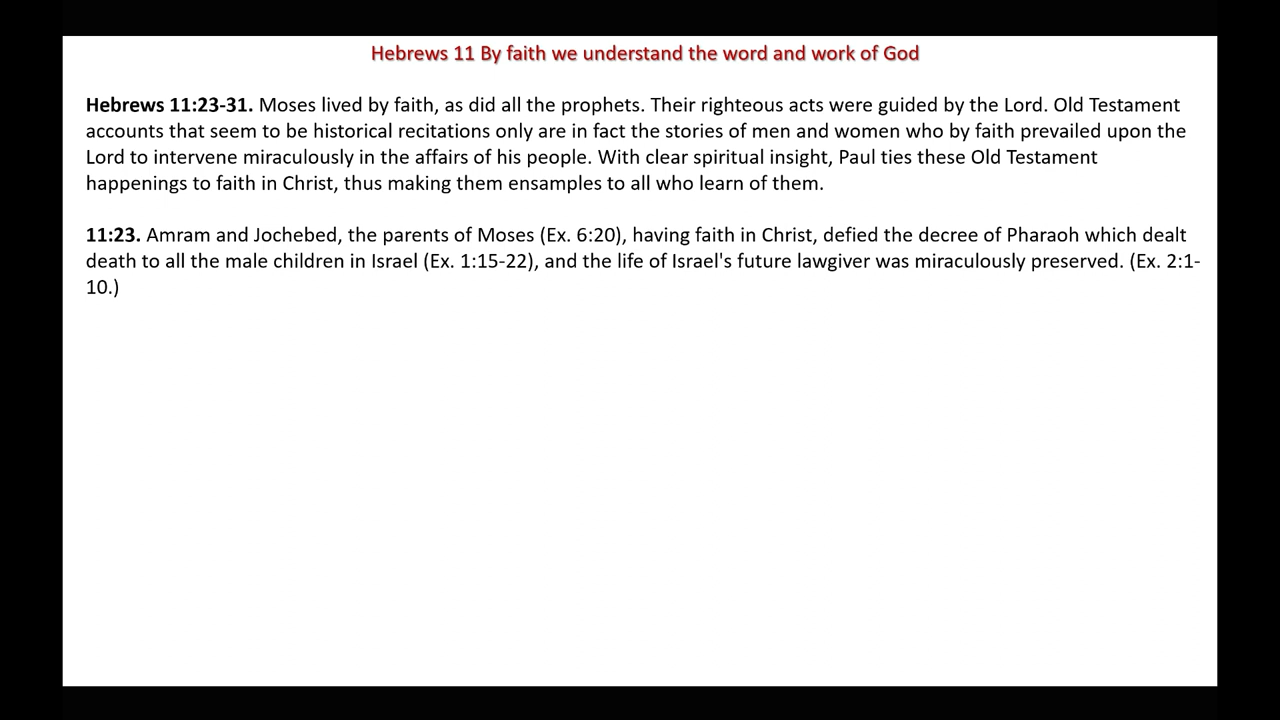 Hebrews 11 By faith we understand the word and work of God
Hebrews 11:23-31. Moses lived by faith, as did all the prophets. Their righteous acts were guided by the Lord. Old Testament
accounts that seem to be historical recitations only are in fact the stories of men and women who by faith prevailed upon the
Lord to intervene miraculously in the affairs of his people. With clear spiritual insight, Paul ties these Old Testament
happenings to faith in Christ, thus making them ensamples to all who learn of them.
11:23. Amram and Jochebed, the parents of Moses (Ex. 6:20), having faith in Christ, defied the decree of Pharaoh which dealt
death to all the male children in Israel (Ex. 1:15-22), and the life of Israel's future lawgiver was miraculously preserved. (Ex. 2:1-
10.)